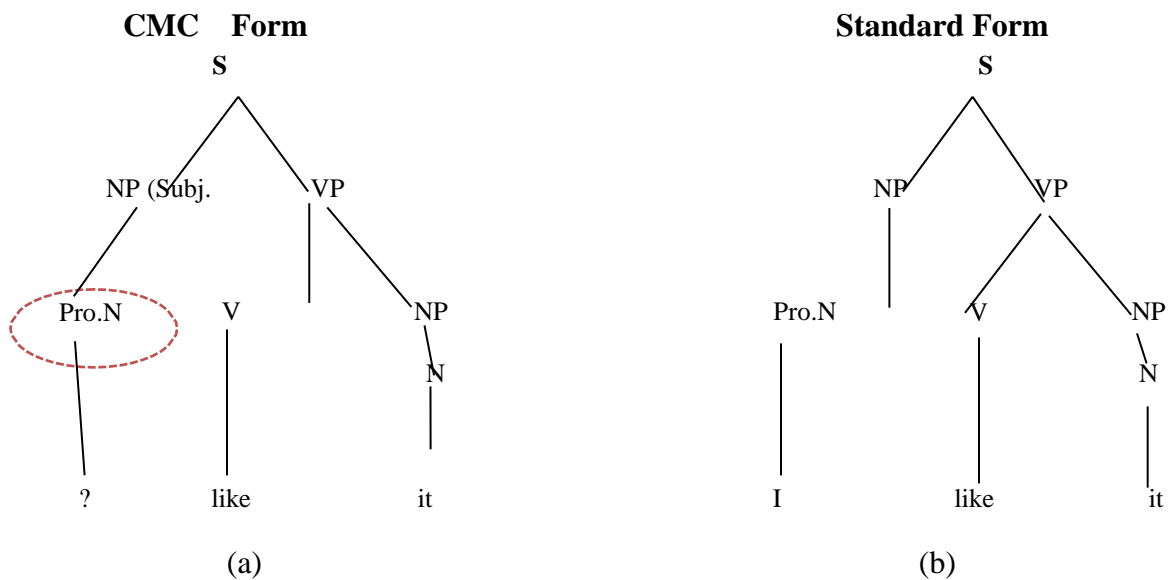 CMC Form Standard Form
S S
NP (Subj. VP NP VP
Pro.N V NP Pro.N V NP
N N
? like it I like it
(a) (b)